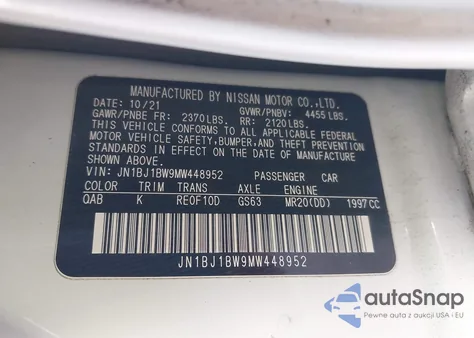 MANUFACTURED BY NISSAN MOTOR CO.,LTD.
DATE: 10/21 GVWR/PNBV: 4455 LBS.
GAWR/PNBE FR: 2370LBS. RR: 2120LBS.
THIS VEHICLE CONFORMS TO ALL APPLICABLE FEDERAL
MOTOR VEHICLE SAFETY, BUMPER, AND THEFT PREVENTION
STANDARDS IN EFFECT ON THE DATE OF MANUFACTURE
SHOWN ABOVE.
VIN: JN1BJ1BW9MW448952 PASSENGER CAR
COLOR TRIM TRANS AXLE ENGINE
QAB K RE0F10D GS63 MR20(DD) 1997CC
JN1BJ1BW9MW448952
autoSnap
Pewne auta z aukcji USA i EU